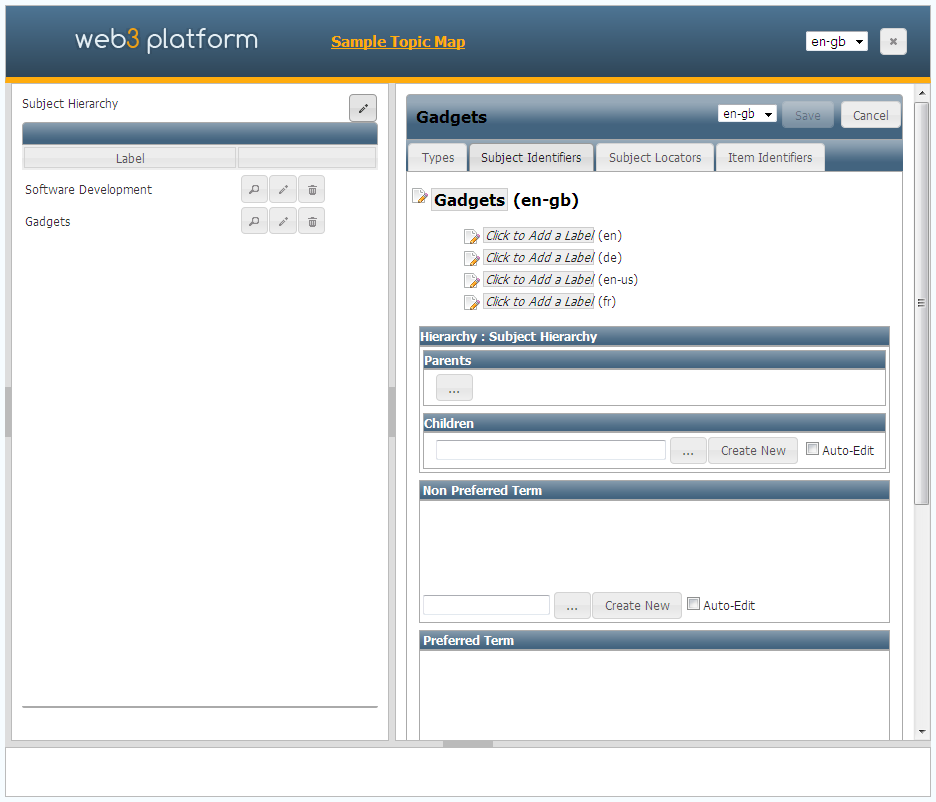 web3 platform
Sample Topic Map
en-gb
Subject Hierarchy
Label
Software Development
Gadgets
Gadgets
en-gb
Save
Cancel
Types
Subject Identifiers
Subject Locators
Item Identifiers
Gadgets (en-gb)
Click to Add a Label (en)
Click to Add a Label (de)
Click to Add a Label (en-us)
Click to Add a Label (fr)
Hierarchy : Subject Hierarchy
Parents
...
Children
... Create New Auto-Edit
Non Preferred Term
... Create New Auto-Edit
Preferred Term